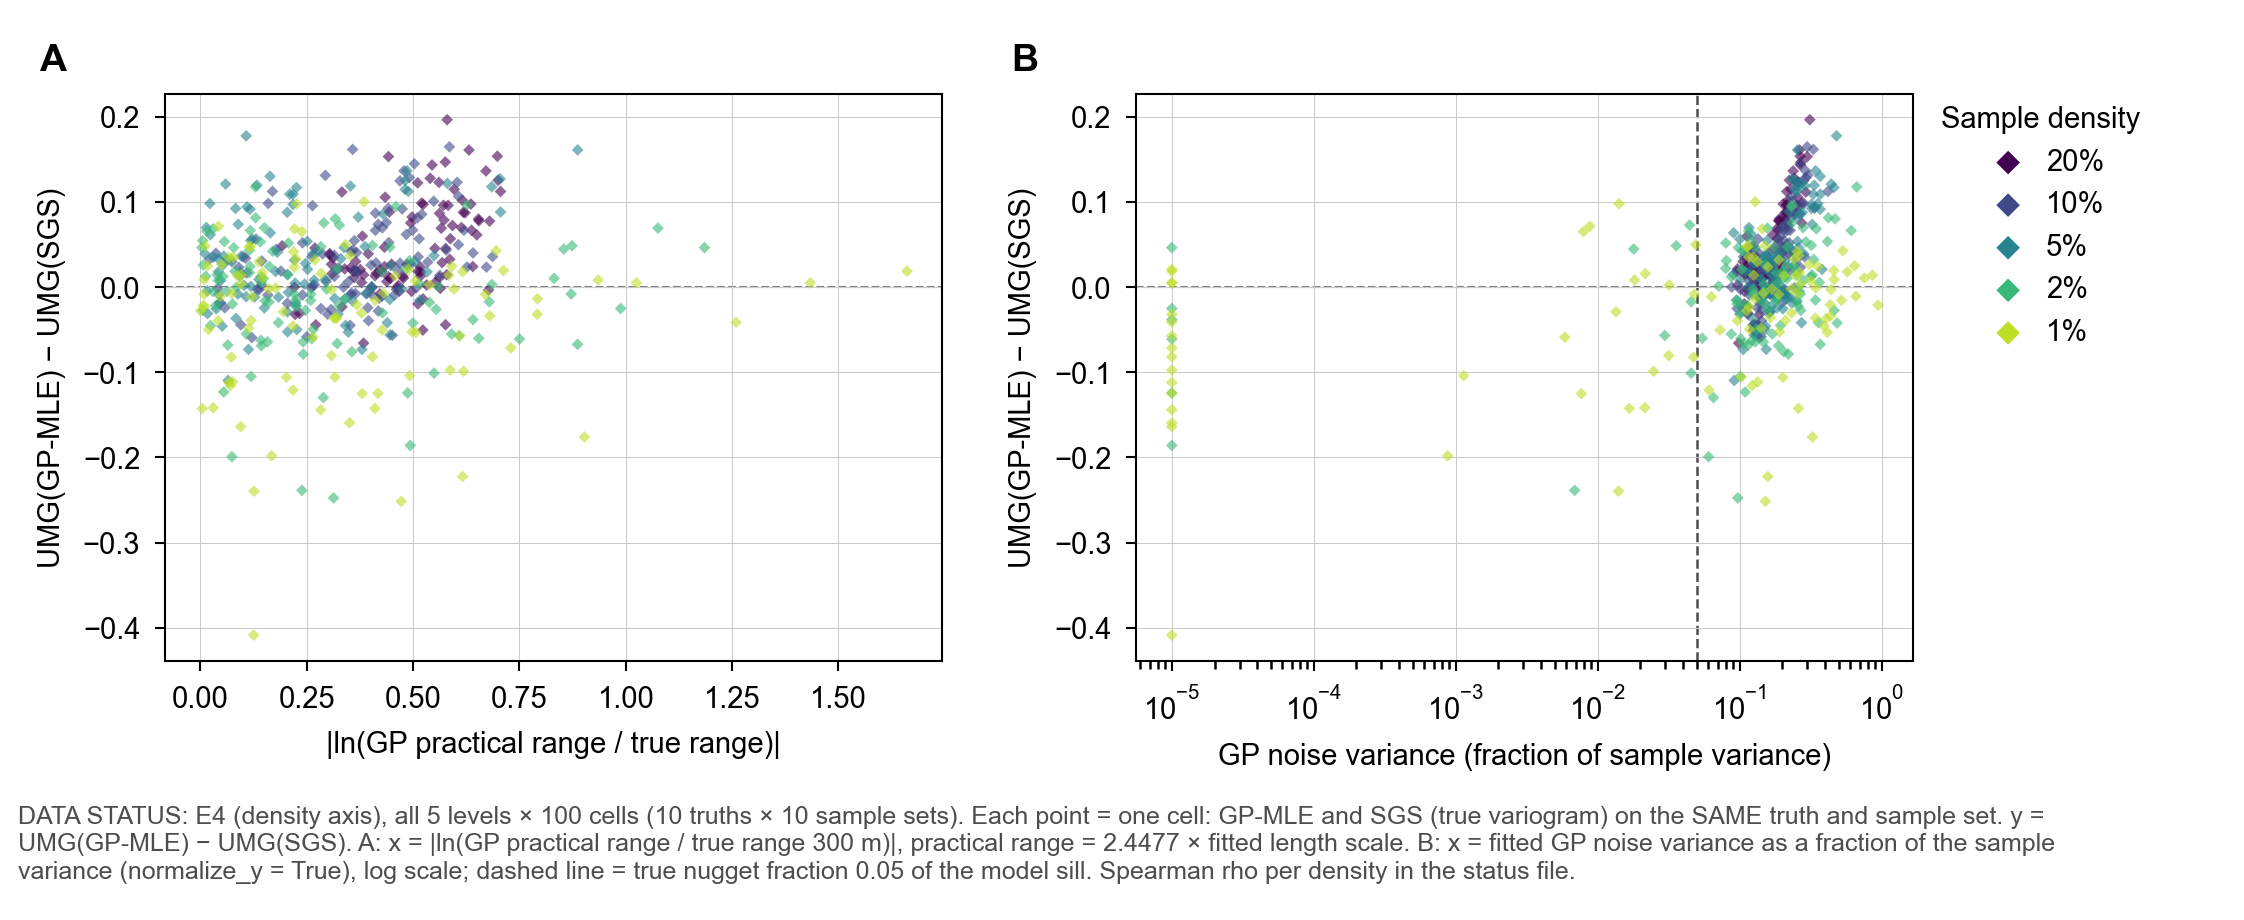 A
B
UMG(GP-MLE) − UMG(SGS)
0.2
0.1
0.0
−0.1
−0.2
−0.3
−0.4
0.00 0.25 0.50 0.75 1.00 1.25 1.50
|ln(GP practical range / true range)|
UMG(GP-MLE) − UMG(SGS)
0.2
0.1
0.0
−0.1
−0.2
−0.3
−0.4
10⁻⁵ 10⁻⁴ 10⁻³ 10⁻² 10⁻¹ 10⁰
GP noise variance (fraction of sample variance)
Sample density
20%
10%
5%
2%
1%
DATA STATUS: E4 (density axis), all 5 levels × 100 cells (10 truths × 10 sample sets). Each point = one cell: GP-MLE and SGS (true variogram) on the SAME truth and sample set. y =
UMG(GP-MLE) − UMG(SGS). A: x = |ln(GP practical range / true range 300 m)|, practical range = 2.4477 × fitted length scale. B: x = fitted GP noise variance as a fraction of the sample
variance (normalize_y = True), log scale; dashed line = true nugget fraction 0.05 of the model sill. Spearman rho per density in the status file.